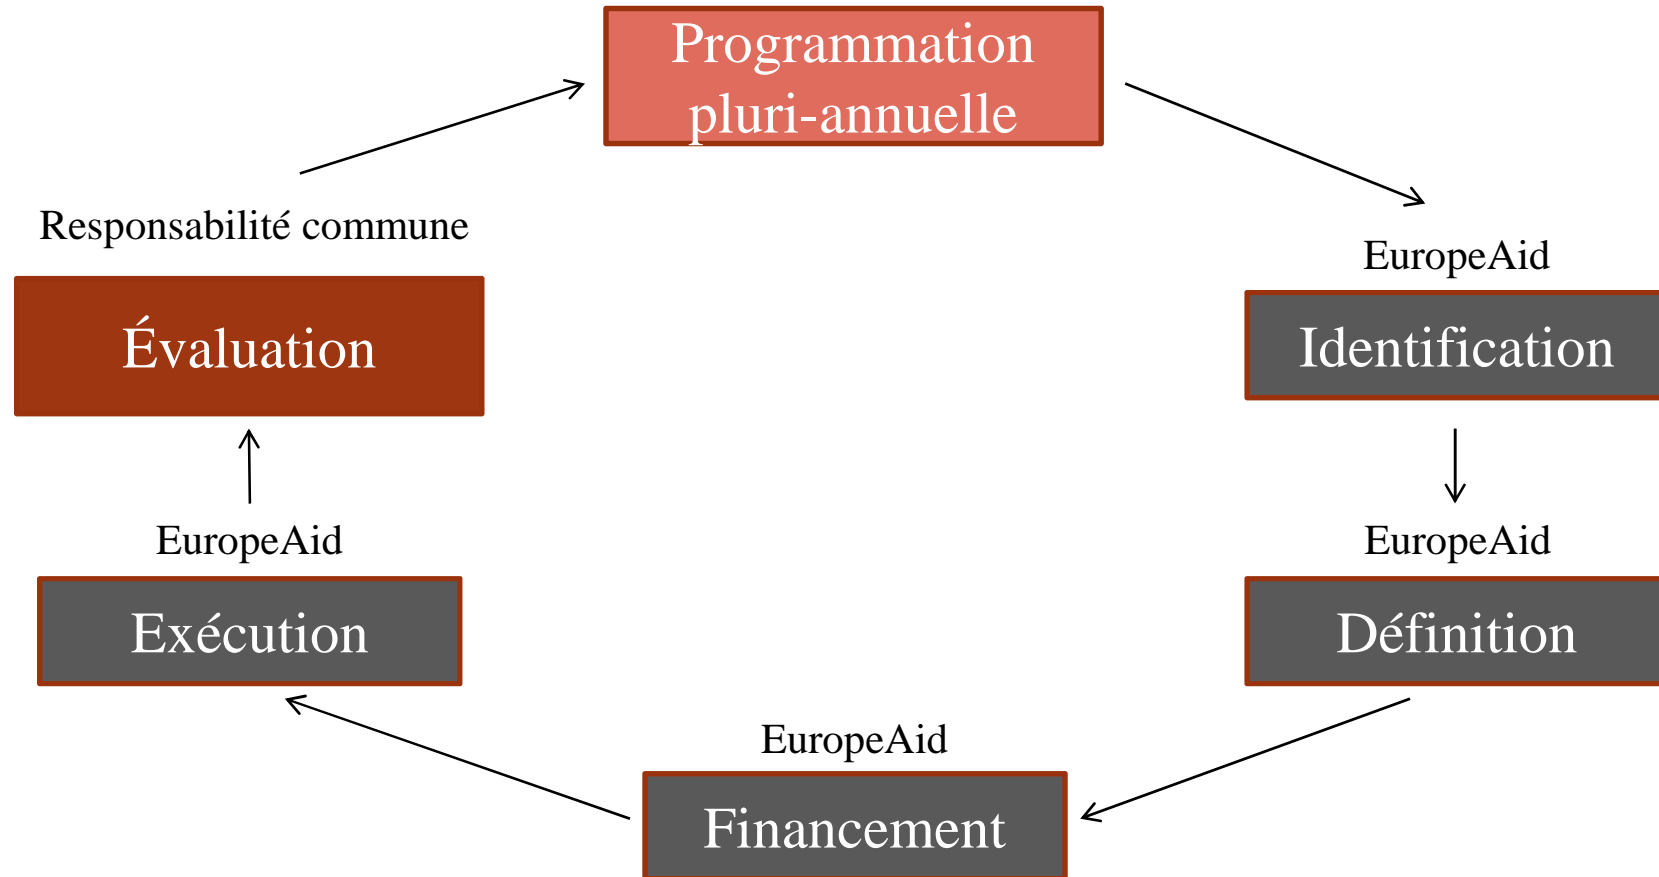 Programmation
pluri-annuelle
Responsabilité commune
EuropeAid
Évaluation
Identification
EuropeAid
EuropeAid
Exécution
Définition
EuropeAid
Financement